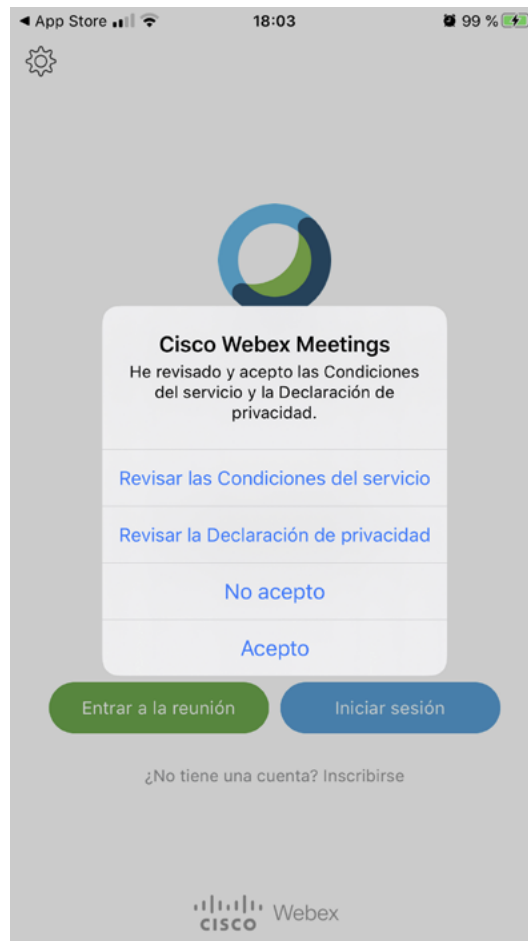 App Store 18:03 99 %
Cisco Webex Meetings
He revisado y acepto las Condiciones
del servicio y la Declaración de
privacidad.
Revisar las Condiciones del servicio
Revisar la Declaración de privacidad
No acepto
Acepto
Entrar a la reunión Iniciar sesión
¿No tiene una cuenta? Inscribirse
CISCO Webex